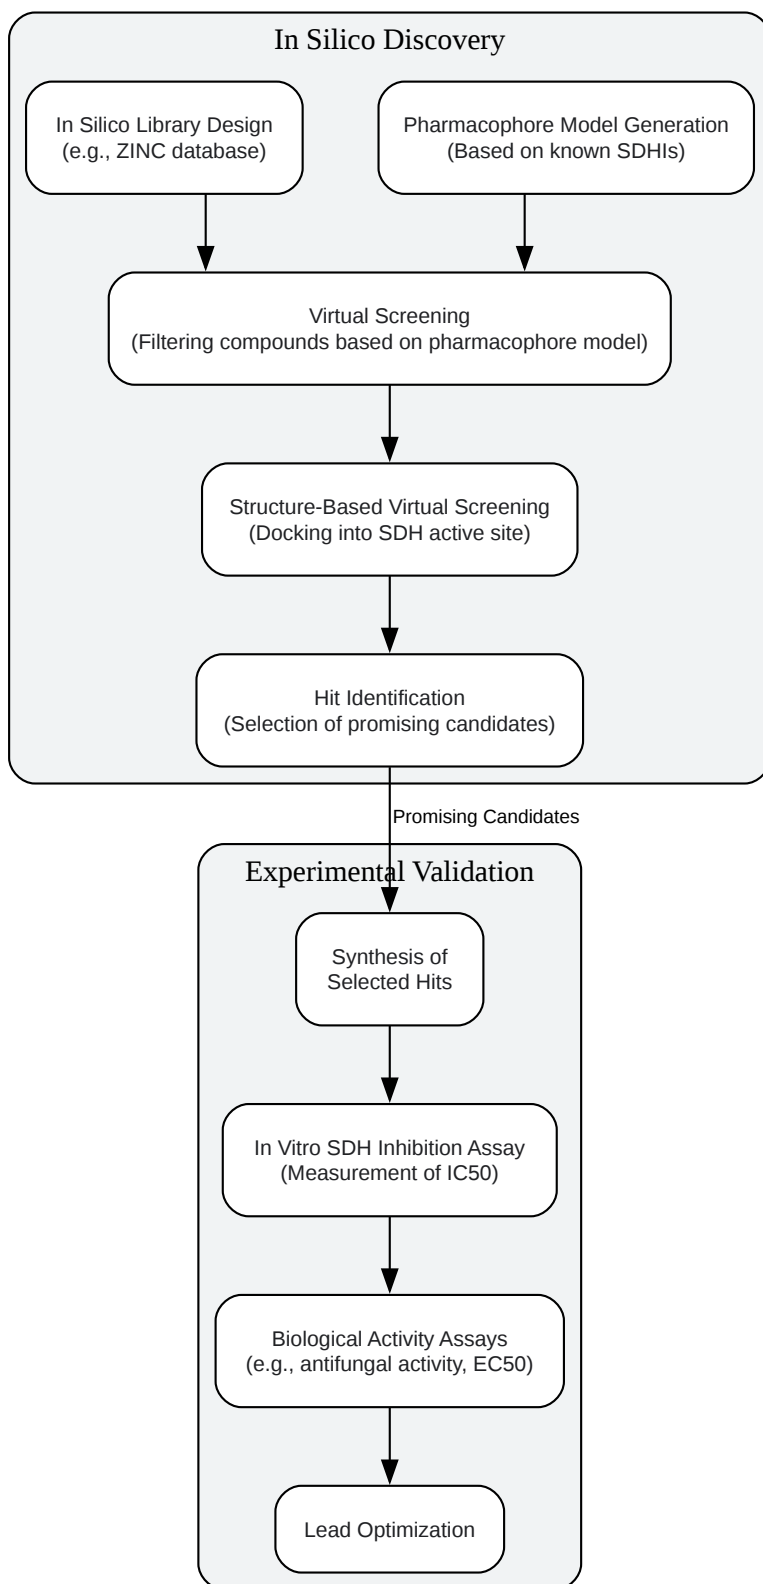 In Silico Discovery
In Silico Library Design
(e.g., ZINC database)
Pharmacophore Model Generation
(Based on known SDHIs)
Virtual Screening
(Filtering compounds based on pharmacophore model)
Structure-Based Virtual Screening
(Docking into SDH active site)
Hit Identification
(Selection of promising candidates)
Promising Candidates
Experimental Validation
Synthesis of
Selected Hits
In Vitro SDH Inhibition Assay
(Measurement of IC50)
Biological Activity Assays
(e.g., antifungal activity, EC50)
Lead Optimization